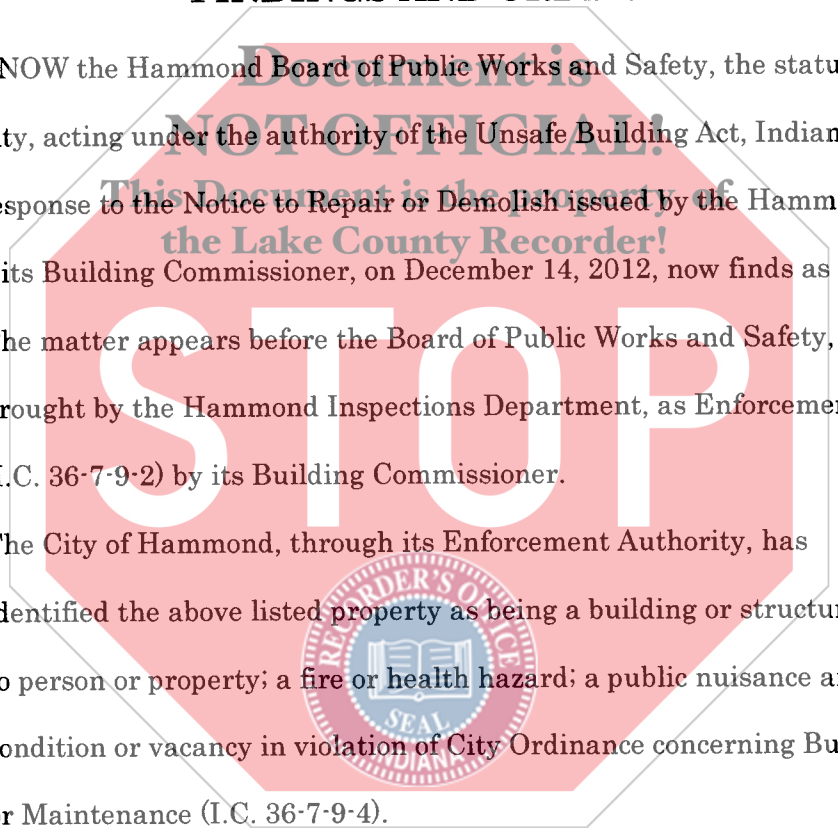 NOW the Hammond Board of Public Works and Safety, the statu
ty, acting under the authority of the Unsafe Building Act, Indian
esponse to the Notice to Repair or Demolish issued by the Hamm
its Building Commissioner, on December 14, 2012, now finds as
he matter appears before the Board of Public Works and Safety,
rought by the Hammond Inspections Department, as Enforcemen
I.C. 36-7-9-2) by its Building Commissioner.
he City of Hammond, through its Enforcement Authority, has
dentified the above listed property as being a building or structur
o person or property; a fire or health hazard; a public nuisance a
ondition or vacancy in violation of City Ordinance concerning Bu
r Maintenance (I.C. 36-7-9-4).
Document is
NOT OFFICIAL!
This Document is the property of
the Lake County Recorder!
STOP
RECORDER'S OFFICE
SEAL
INDIANA